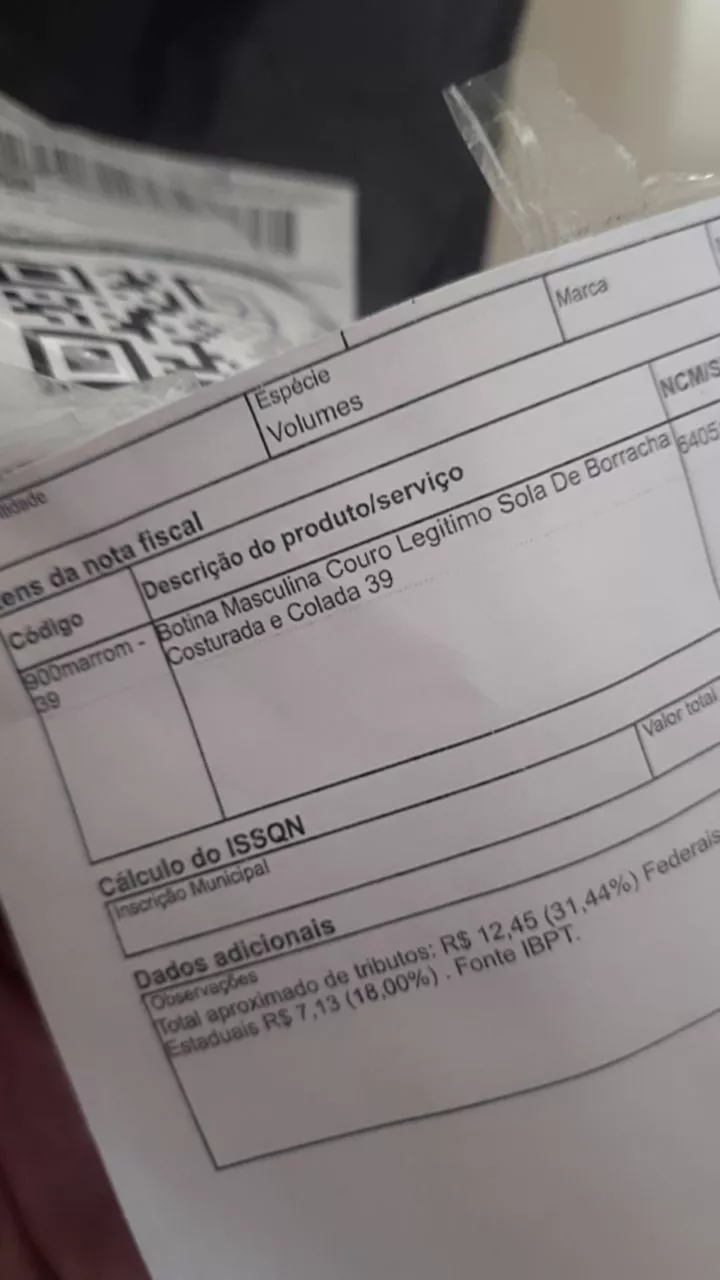 Espécie
Marca
Volumes
Itens da nota fiscal
Código
Descrição do produto/serviço
NCM/S
900marrom -
39
Botina Masculina Couro Legitimo Sola De Borracha
Costurada e Colada 39
6405
Cálculo do ISSQN
Inscrição Municipal
Valor total
Dados adicionais
Observações
Total aproximado de tributos: R$ 12,45 (31,44%) Federais
Estaduais R$ 7,13 (18,00%) . Fonte IBPT.